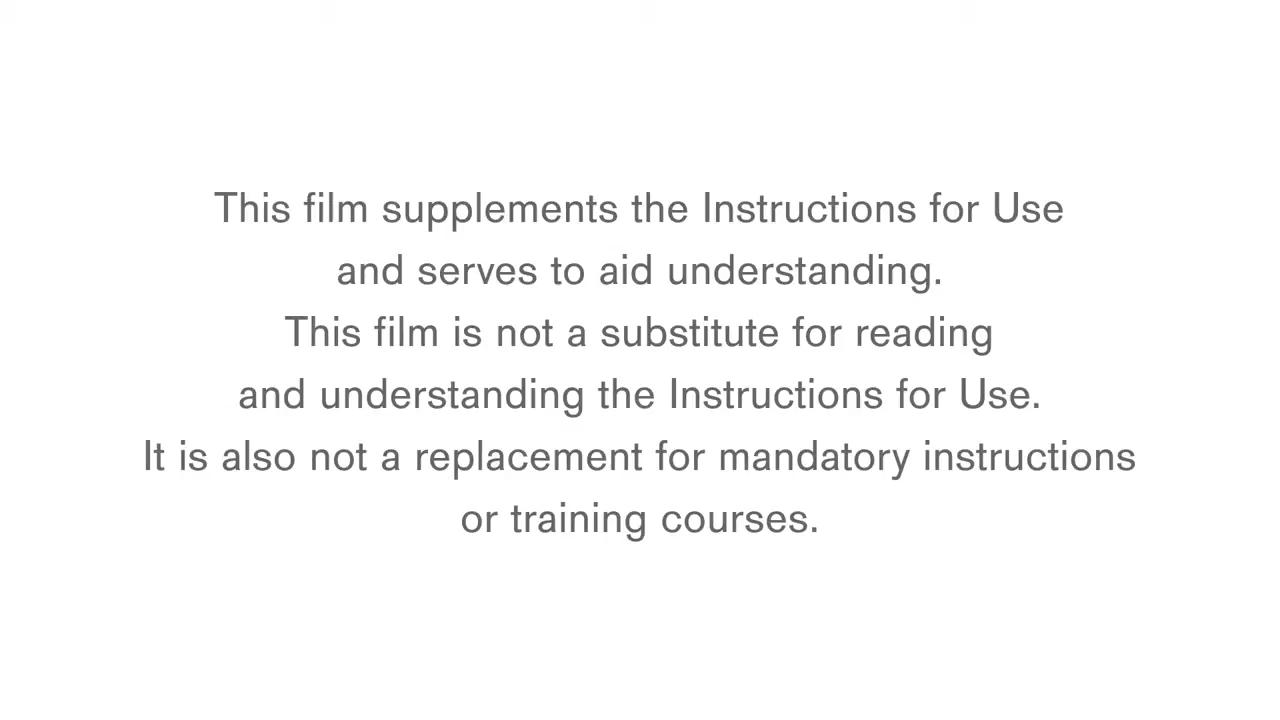 This film supplements the Instructions for Use
and serves to aid understanding.
This film is not a substitute for reading
and understanding the Instructions for Use.
It is also not a replacement for mandatory instructions
or training courses.